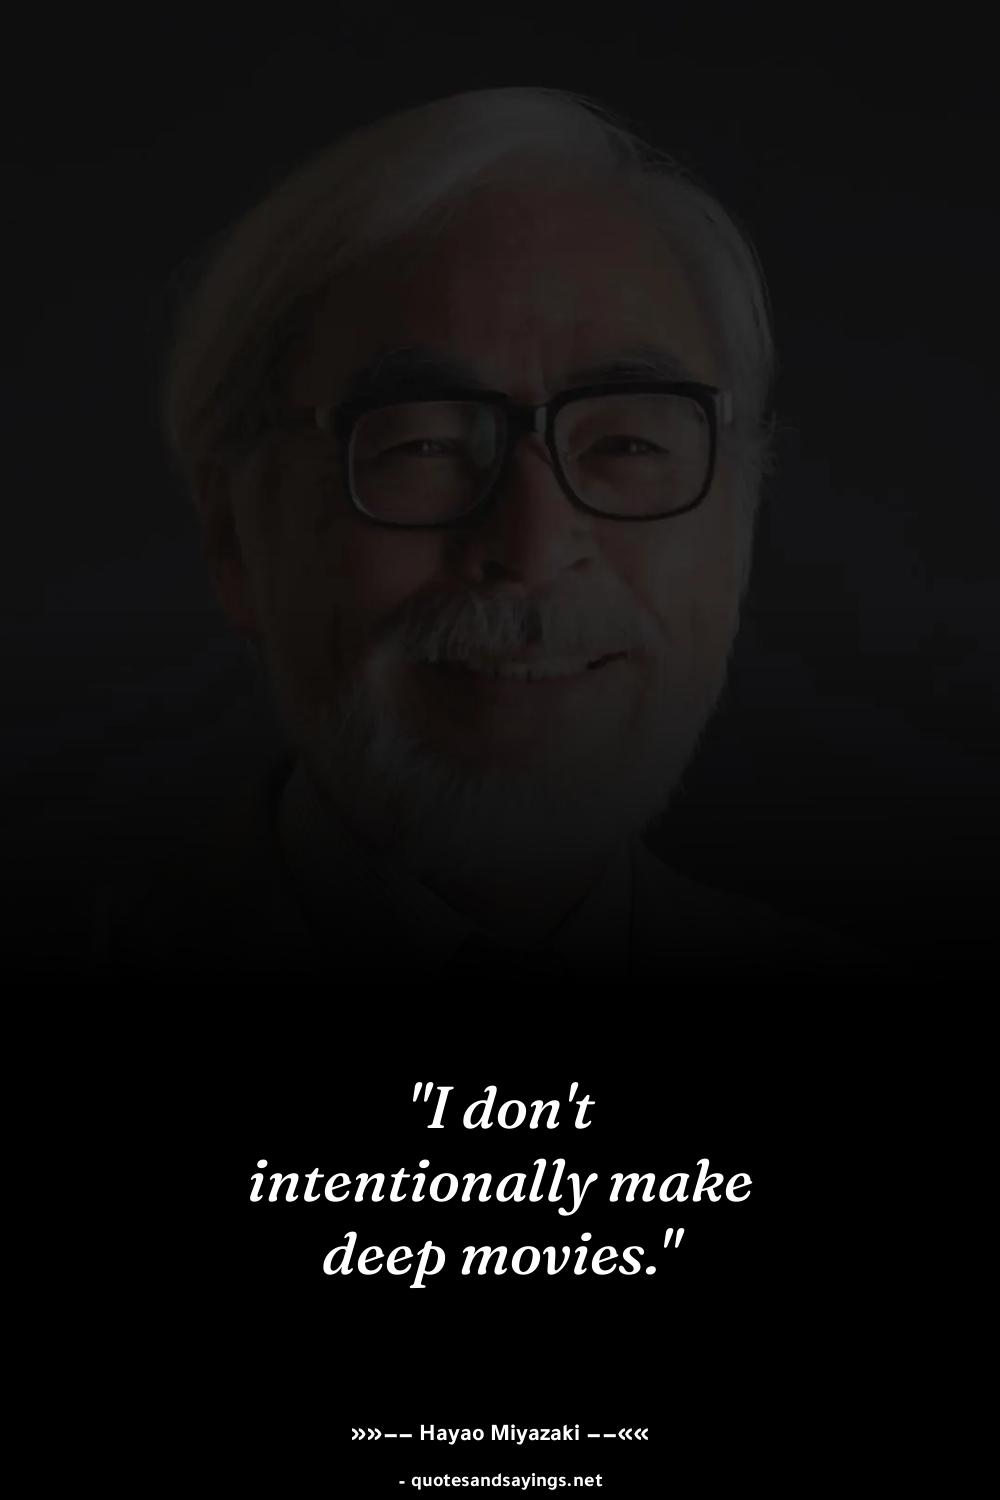 "I don't
intentionally make
deep movies."
»»–– Hayao Miyazaki ––««
- quotesandsayings.net